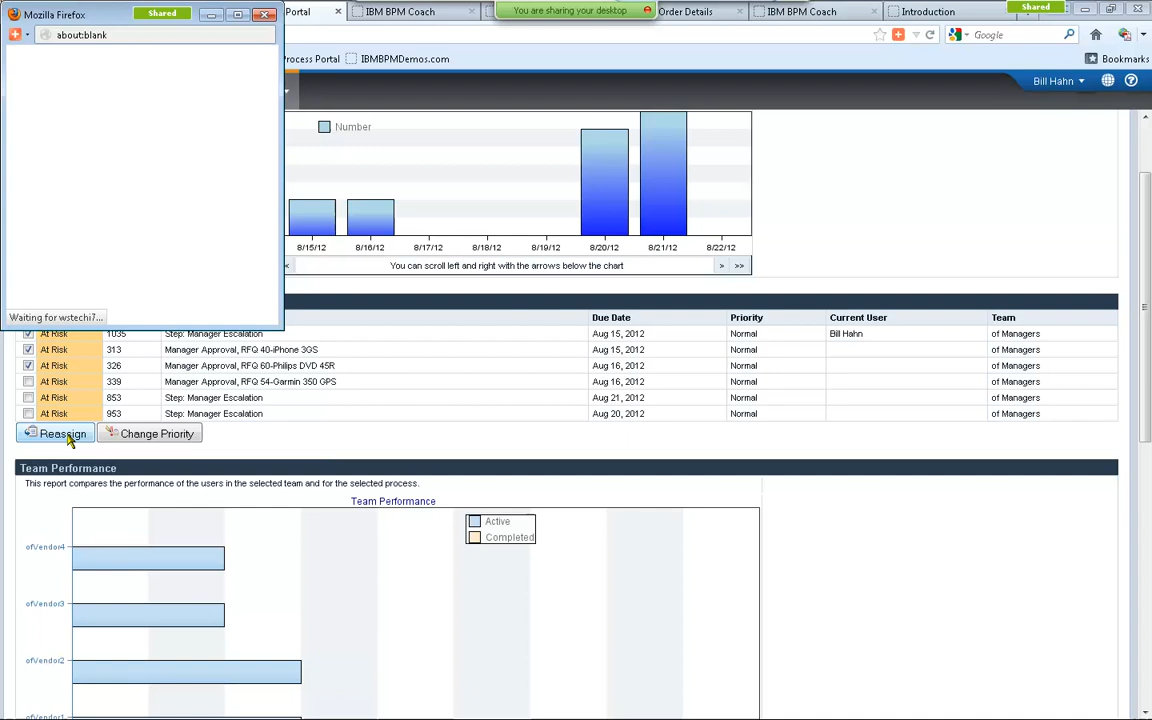 Mozilla Firefox
Shared
about:blank
Waiting for wstechi7...
Portal
IBM BPM Coach
You are sharing your desktop
Order Details
IBM BPM Coach
Introduction
Shared
Google
Process Portal
IBMBPMDemos.com
Bookmarks
Bill Hahn
Number
8/15/12 8/16/12 8/17/12 8/18/12 8/19/12 8/20/12 8/21/12 8/22/12
< You can scroll left and right with the arrows below the chart > >>
Due Date Priority Current User Team
At Risk 1035 Step: Manager Escalation Aug 15, 2012 Normal Bill Hahn of Managers
At Risk 313 Manager Approval, RFQ 40-iPhone 3GS Aug 15, 2012 Normal of Managers
At Risk 326 Manager Approval, RFQ 60-Philips DVD 45R Aug 16, 2012 Normal of Managers
At Risk 339 Manager Approval, RFQ 54-Garmin 350 GPS Aug 16, 2012 Normal of Managers
At Risk 853 Step: Manager Escalation Aug 21, 2012 Normal of Managers
At Risk 953 Step: Manager Escalation Aug 20, 2012 Normal of Managers
Reassign Change Priority
Team Performance
This report compares the performance of the users in the selected team and for the selected process.
Team Performance
Active
Completed
ofVendor4
ofVendor3
ofVendor2
ofVendor1